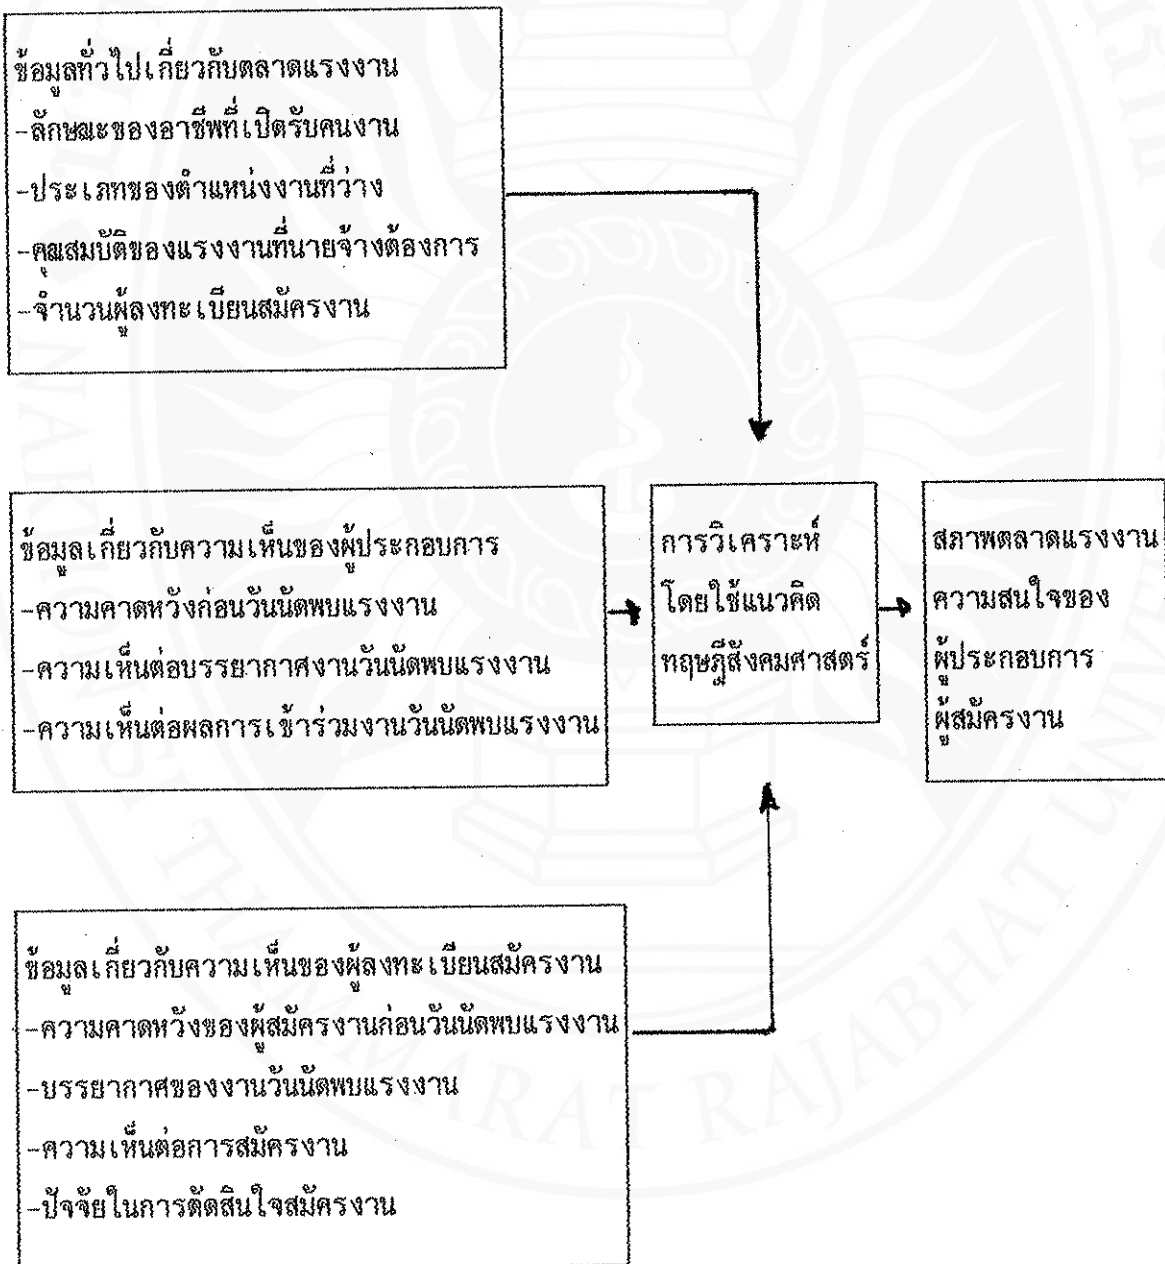 ข้อมูลทั่วไปเกี่ยวกับตลาดแรงงาน
-ลักษณะของอาชีพที่เปิดรับคนงาน
-ประเภทของตำแหน่งงานที่ว่าง
-คุณสมบัติของแรงงานที่นายจ้างต้องการ
-จำนวนผู้ลงทะเบียนสมัครงาน
ข้อมูลเกี่ยวกับความเห็นของผู้ประกอบการ
-ความคาดหวังก่อนวันนัดพบแรงงาน
-ความเห็นต่อบรรยากาศงานวันนัดพบแรงงาน
-ความเห็นต่อผลการเข้าร่วมงานวันนัดพบแรงงาน
การวิเคราะห์
โดยใช้แนวคิด
ทฤษฎีสังคมศาสตร์
สภาพตลาดแรงงาน
ความสนใจของ
ผู้ประกอบการ
ผู้สมัครงาน
ข้อมูลเกี่ยวกับความเห็นของผู้ลงทะเบียนสมัครงาน
-ความคาดหวังของผู้สมัครงานก่อนวันนัดพบแรงงาน
-บรรยากาศของงานวันนัดพบแรงงาน
-ความเห็นต่อการสมัครงาน
-ปัจจัยในการตัดสินใจสมัครงาน
MARAT RAJABHAT